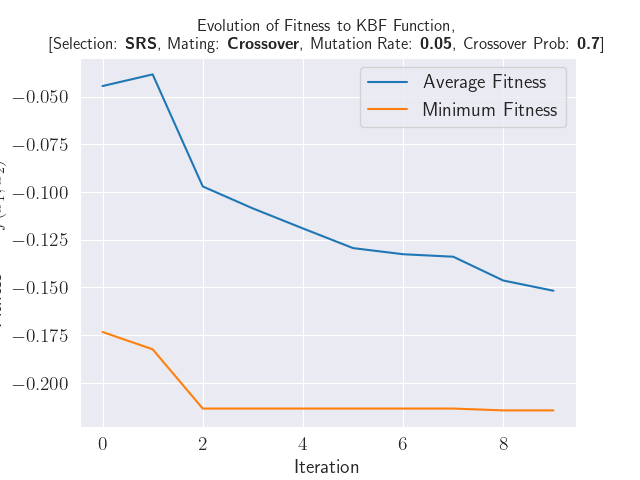 Evolution of Fitness to KBF Function,
[Selection: SRS, Mating: Crossover, Mutation Rate: 0.05, Crossover Prob: 0.7]
Average Fitness
Minimum Fitness
−0.050
−0.075
−0.100
−0.125
−0.150
−0.175
−0.200
0
2
4
6
8
Iteration